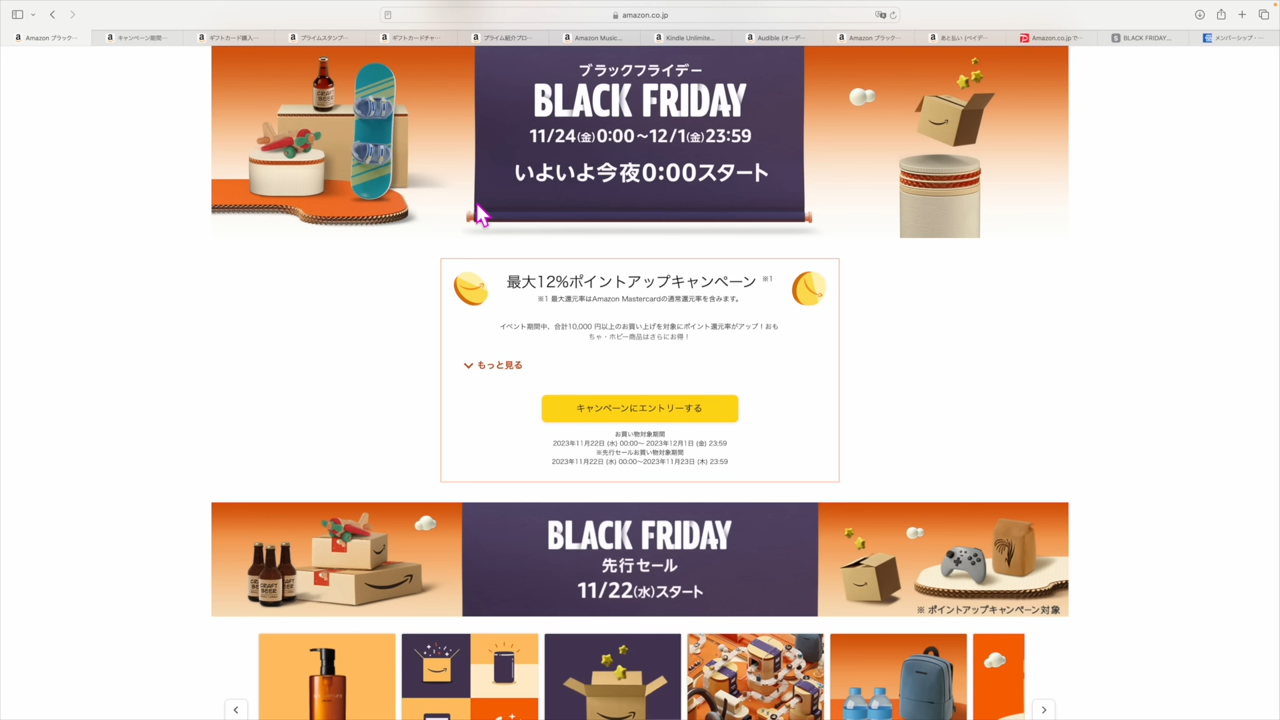 amazon.co.jp
Amazon ブラック…
キャンペーン期間…
ギフトカード購入…
プライムスタンプ…
ギフトカードチャ…
プライム紹介プロ…
Amazon Music…
Kindle Unlimite…
Audible (オーデ…
Amazon ブラック…
あと払い (ペイデ…
Amazon.co.jpで…
BLACK FRIDAY…
メンバーシップ・…
ブラックフライデー
BLACK FRIDAY
11/24(金)0:00〜12/1(金)23:59
いよいよ今夜0:00スタート
CRAFT BEER
最大12%ポイントアップキャンペーン ※1
※1 最大還元率はAmazon Mastercardの通常還元率を含みます。
イベント期間中、合計10,000 円以上のお買い上げを対象にポイント還元率がアップ！おも
ちゃ・ホビー商品はさらにお得！
もっと見る
キャンペーンにエントリーする
お買い物対象期間
2023年11月22日 (水) 00:00〜 2023年12月1日 (金) 23:59
※先行セールお買い物対象期間
2023年11月22日 (水) 00:00〜2023年11月23日 (木) 23:59
BLACK FRIDAY
先行セール
11/22(水)スタート
CRAFT BEER
※ ポイントアップキャンペーン対象